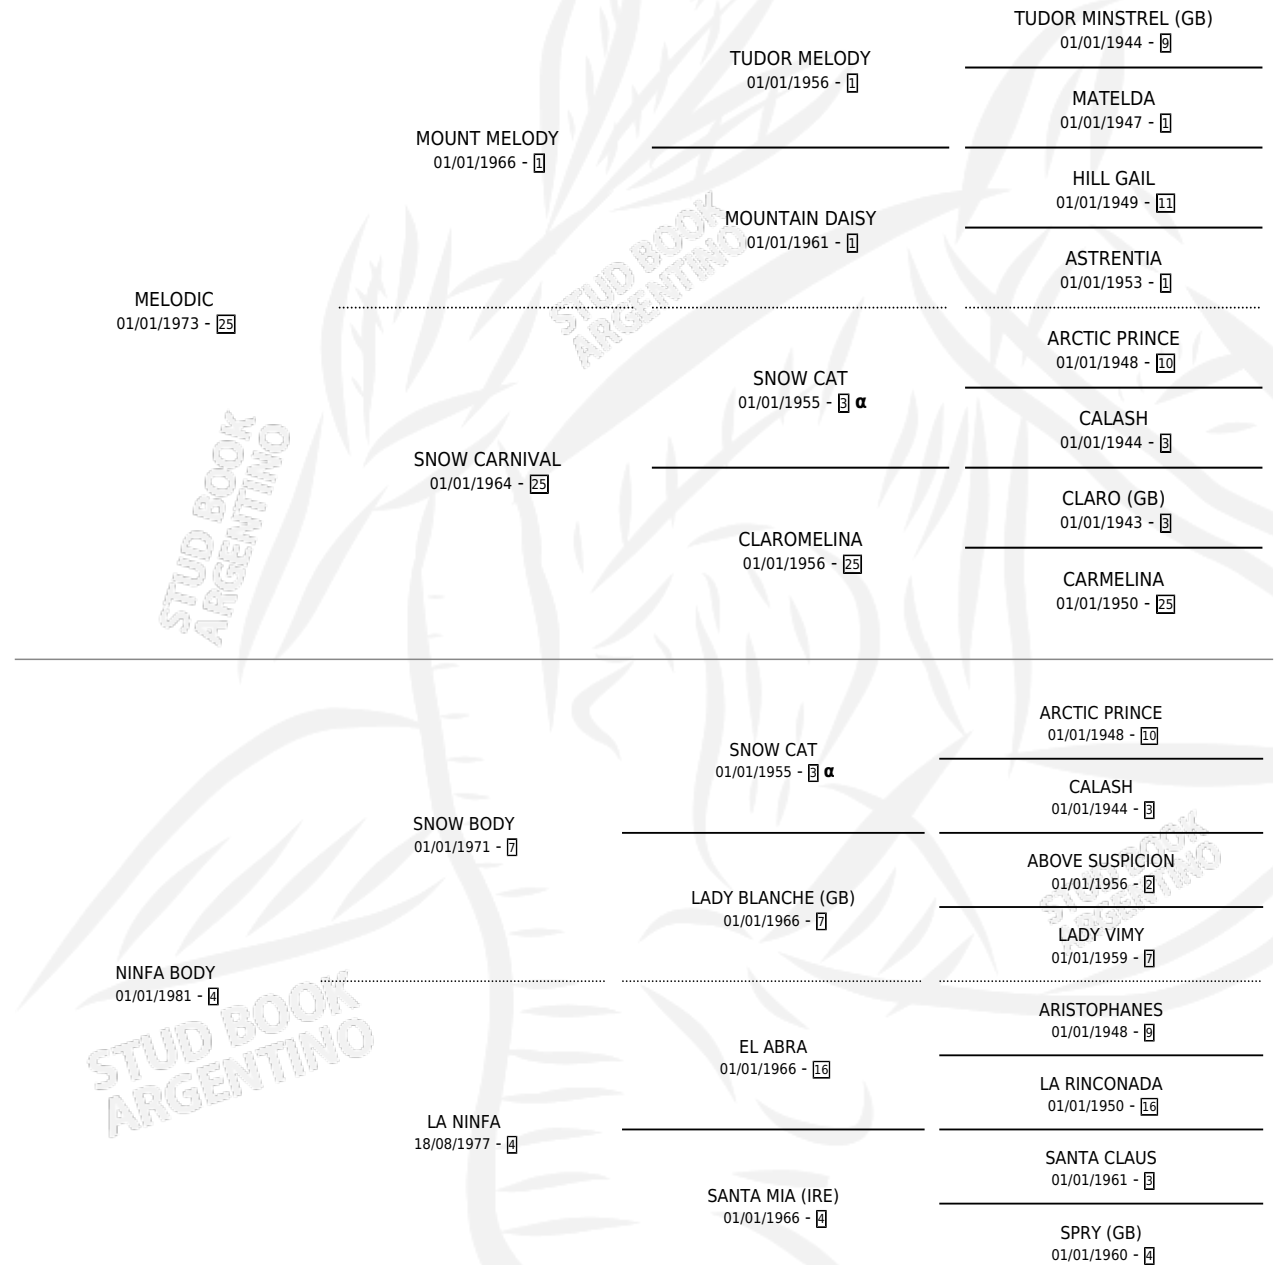 TUDOR MINSTREL (GB)
01/01/1944 - 9
TUDOR MELODY
01/01/1956 - 1
MATELDA
01/01/1947 - 1
MOUNT MELODY
01/01/1966 - 1
HILL GAIL
01/01/1949 - 11
MOUNTAIN DAISY
01/01/1961 - 1
ASTRENTIA
01/01/1953 - 1
MELODIC
01/01/1973 - 25
ARCTIC PRINCE
01/01/1948 - 10
SNOW CAT
01/01/1955 - 3 α
CALASH
01/01/1944 - 3
SNOW CARNIVAL
01/01/1964 - 25
CLARO (GB)
01/01/1943 - 3
CLAROMELINA
01/01/1956 - 25
CARMELINA
01/01/1950 - 25
ARCTIC PRINCE
01/01/1948 - 10
SNOW CAT
01/01/1955 - 3 α
CALASH
01/01/1944 - 3
SNOW BODY
01/01/1971 - 7
ABOVE SUSPICION
01/01/1956 - 2
LADY BLANCHE (GB)
01/01/1966 - 7
LADY VIMY
01/01/1959 - 7
NINFA BODY
01/01/1981 - 4
ARISTOPHANES
01/01/1948 - 9
EL ABRA
01/01/1966 - 16
LA RINCONADA
01/01/1950 - 16
LA NINFA
18/08/1977 - 4
SANTA CLAUS
01/01/1961 - 3
SANTA MIA (IRE)
01/01/1966 - 4
SPRY (GB)
01/01/1960 - 4
STUD BOOK
ARGENTINO
STUD BOOK
ARGENTINO
STUD BOOK
ARGENTINO
STUD BOOK
ARGENTINO